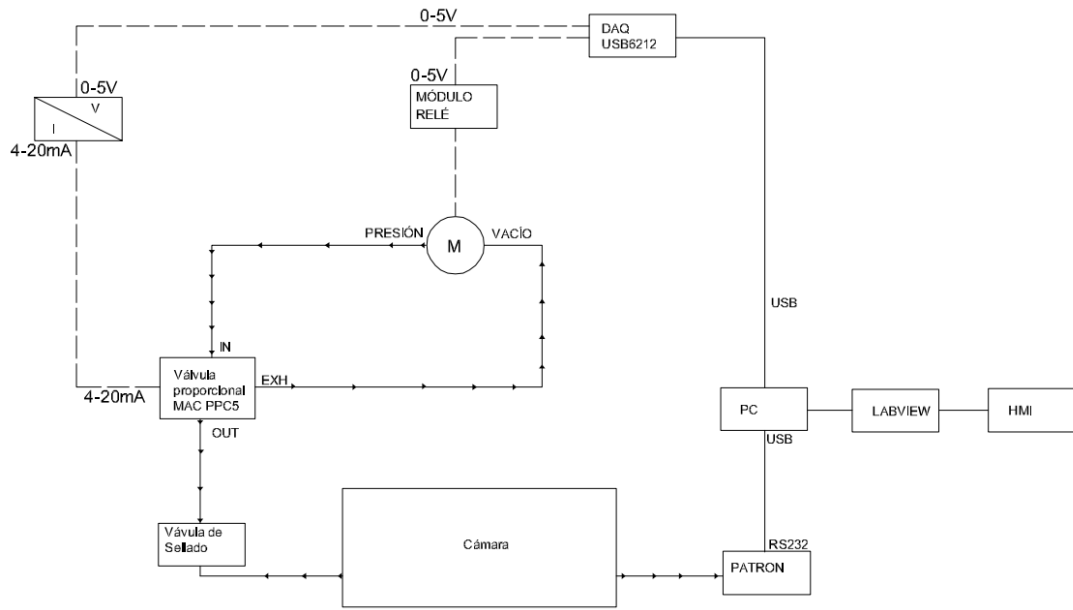 0-5V
DAQ
USB6212
0-5V
0-5V
V
I
4-20mA
MÓDULO
RELÉ
PRESIÓN
M
VACÍO
USB
IN
Válvula
proporcional
MAC PPC5
EXH
4-20mA
OUT
PC
LABVIEW
HMI
USB
Vávula de
Sellado
Cámara
RS232
PATRON